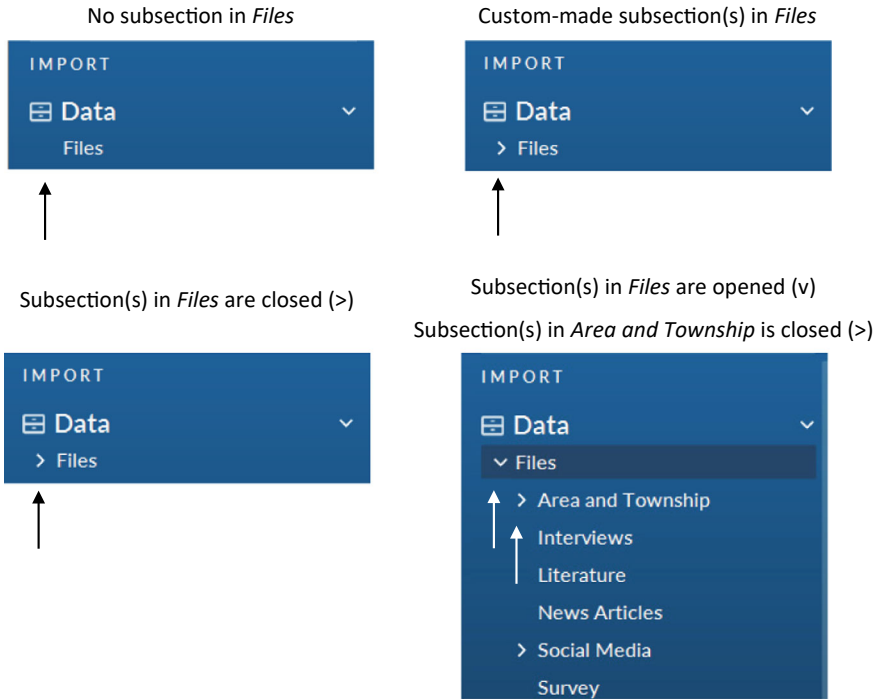 No subsection in Files
IMPORT
Data
Files
Custom-made subsection(s) in Files
IMPORT
Data
> Files
Subsection(s) in Files are closed (>)
IMPORT
Data
> Files
Subsection(s) in Files are opened (v)
Subsection(s) in Area and Township is closed (>)
IMPORT
Data
Files
> Area and Township
Interviews
Literature
News Articles
> Social Media
Survey